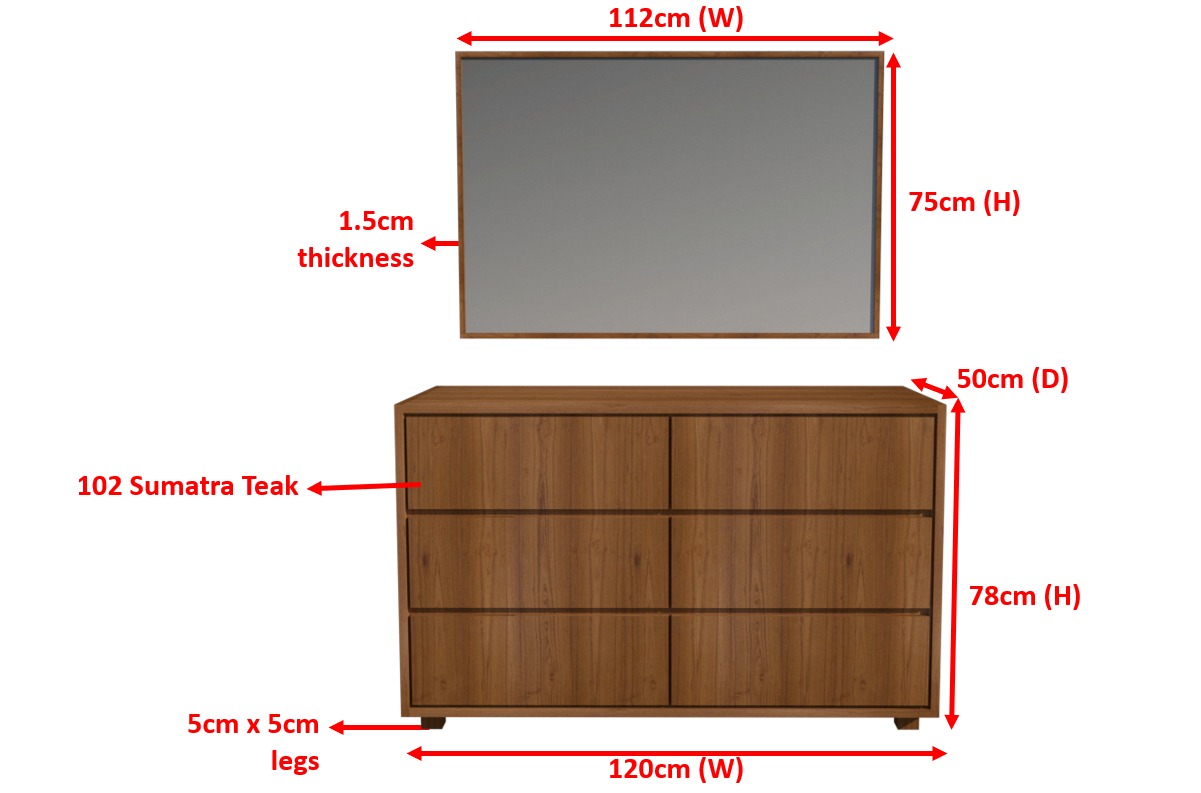 112cm (W)
75cm (H)
1.5cm
thickness
50cm (D)
102 Sumatra Teak
78cm (H)
5cm x 5cm
legs
120cm (W)